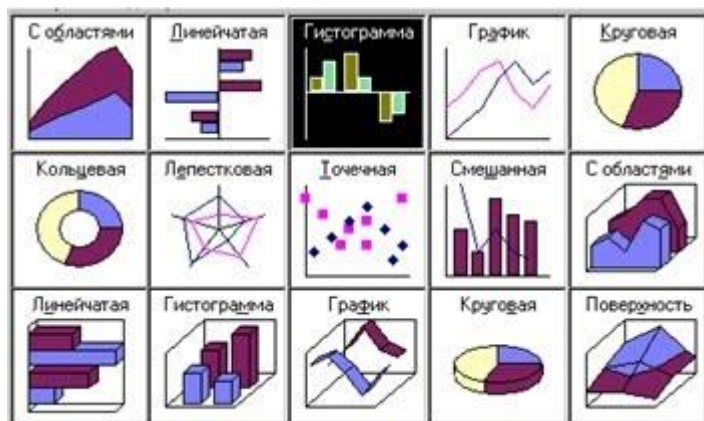 С областями
Линейчатая
Гистограмма
График
Круговая
Кольцевая
Лепестковая
Точечная
Смешанная
С областями
Линейчатая
Гистограмма
График
Круговая
Поверхность